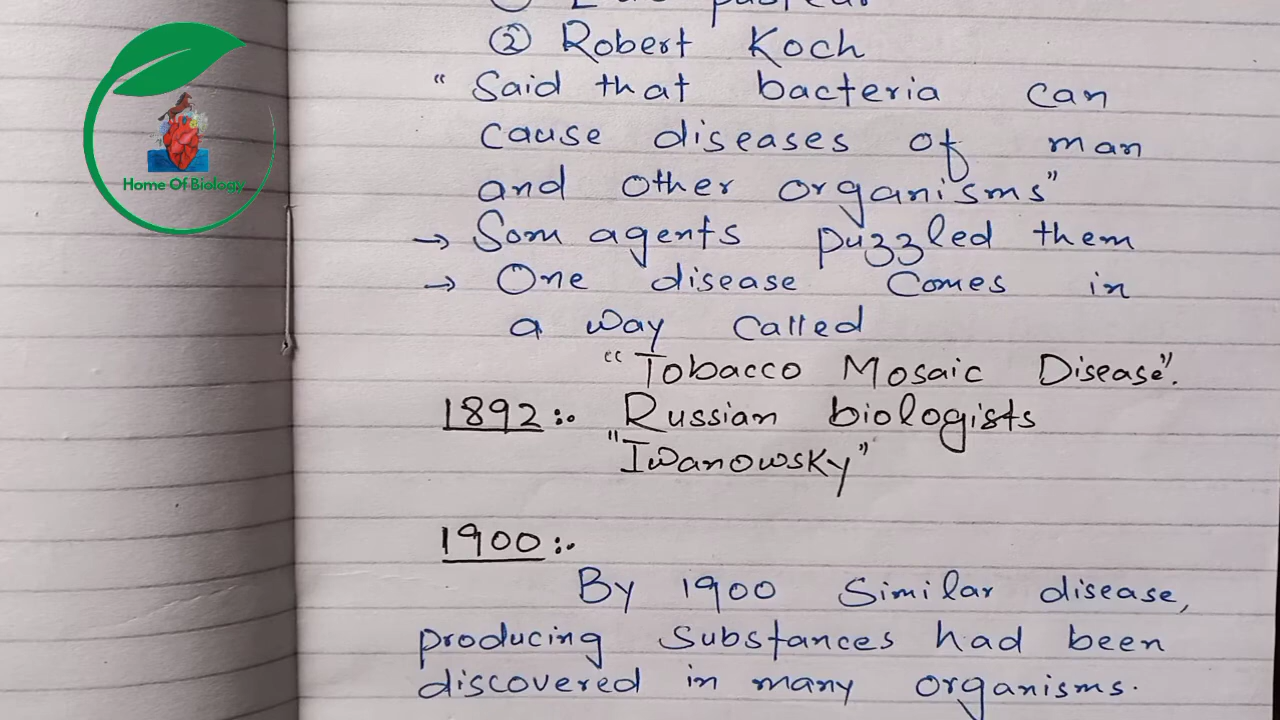 ② Robert Koch
“ Said that bacteria can
cause diseases of man
and other organisms”
→ Som agents puzzled them
→ One disease Comes in
a way Called
“Tobacco Mosaic Disease”.
1892:• Russian biologists
"Iwanowsky”
1900:•
By 1900 Similar disease,
producing Substances had been
discovered in many organisms.
Home Of Biology